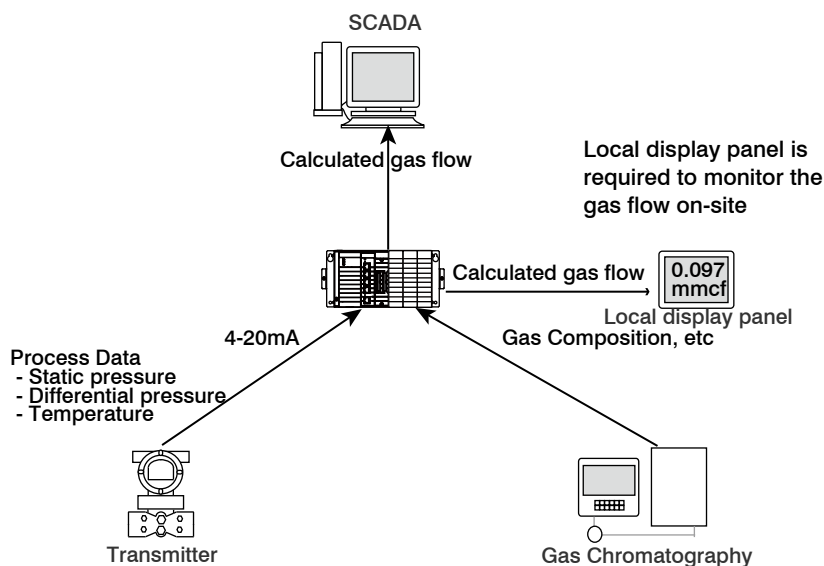 SCADA
Calculated gas flow
Local display panel is
required to monitor the
gas flow on-site
Calculated gas flow
0.097
mmcf
Local display panel
4-20mA
Gas Composition, etc
Process Data
- Static pressure
- Differential pressure
- Temperature
Transmitter
Gas Chromatography